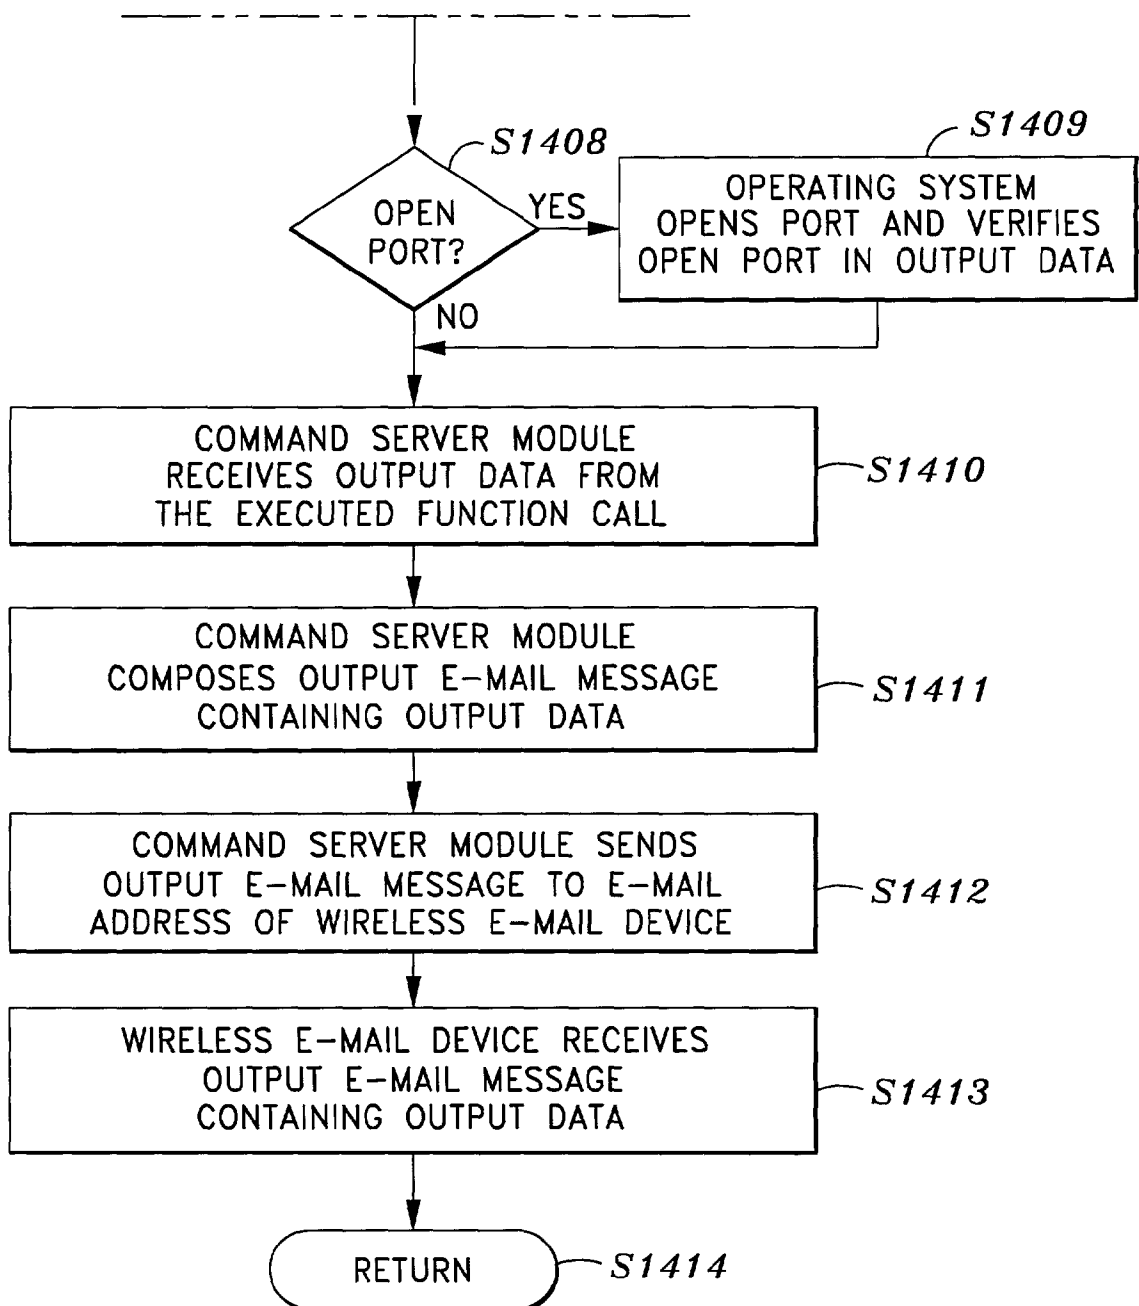 S1408
OPEN
PORT?
YES
S1409
OPERATING SYSTEM
OPENS PORT AND VERIFIES
OPEN PORT IN OUTPUT DATA
NO
COMMAND SERVER MODULE
RECEIVES OUTPUT DATA FROM
THE EXECUTED FUNCTION CALL
S1410
COMMAND SERVER MODULE
COMPOSES OUTPUT E-MAIL MESSAGE
CONTAINING OUTPUT DATA
S1411
COMMAND SERVER MODULE SENDS
OUTPUT E-MAIL MESSAGE TO E-MAIL
ADDRESS OF WIRELESS E-MAIL DEVICE
S1412
WIRELESS E-MAIL DEVICE RECEIVES
OUTPUT E-MAIL MESSAGE
CONTAINING OUTPUT DATA
S1413
RETURN
S1414